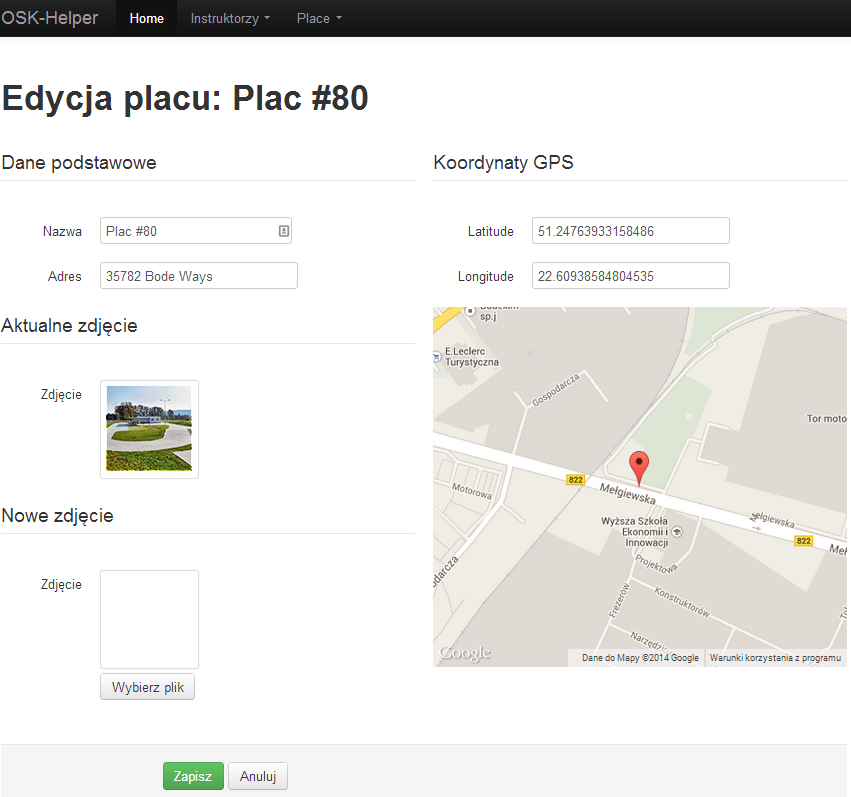 OSK-Helper Home Instruktorzy Place
Edycja placu: Plac #80
Dane podstawowe
Nazwa Plac #80
Adres 35782 Bode Ways
Aktualne zdjęcie
Zdjęcie
Nowe zdjęcie
Zdjęcie
Wybierz plik
Koordynaty GPS
Latitude 51.24763933158486
Longitude 22.60938584804535
sp.j
E.Leclerc
Turystyczna
Gospodarcza
Tor moto
822
Mełgiewska
Motorowa
Mełgiewska
822
Meł
Wyższa Szkoła
Ekonomii i
Innowacji
Projektowa
odarcza
Frezerów
Konstruktorów
Narzędzio
Google
Dane do Mapy ©2014 Google Warunki korzystania z programu
Zapisz Anuluj